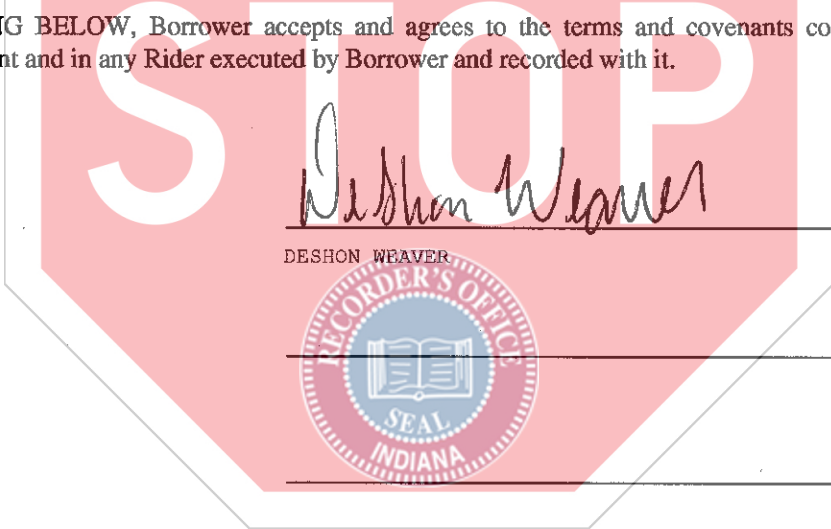 NG BELOW, Borrower accepts and agrees to the terms and covenants co
nt and in any Rider executed by Borrower and recorded with it.
STOP
DeShon Weaver
DESHON WEAVER
RECORDER'S OFFICE
SEAL
INDIANA